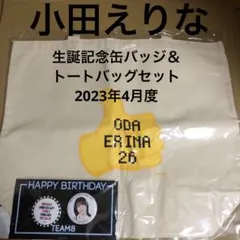 小田えりな
生誕記念缶バッジ＆
トートバッグセット
2023年4月度
ODA
ERINA
26
HAPPY BIRTHDAY
TEAM8